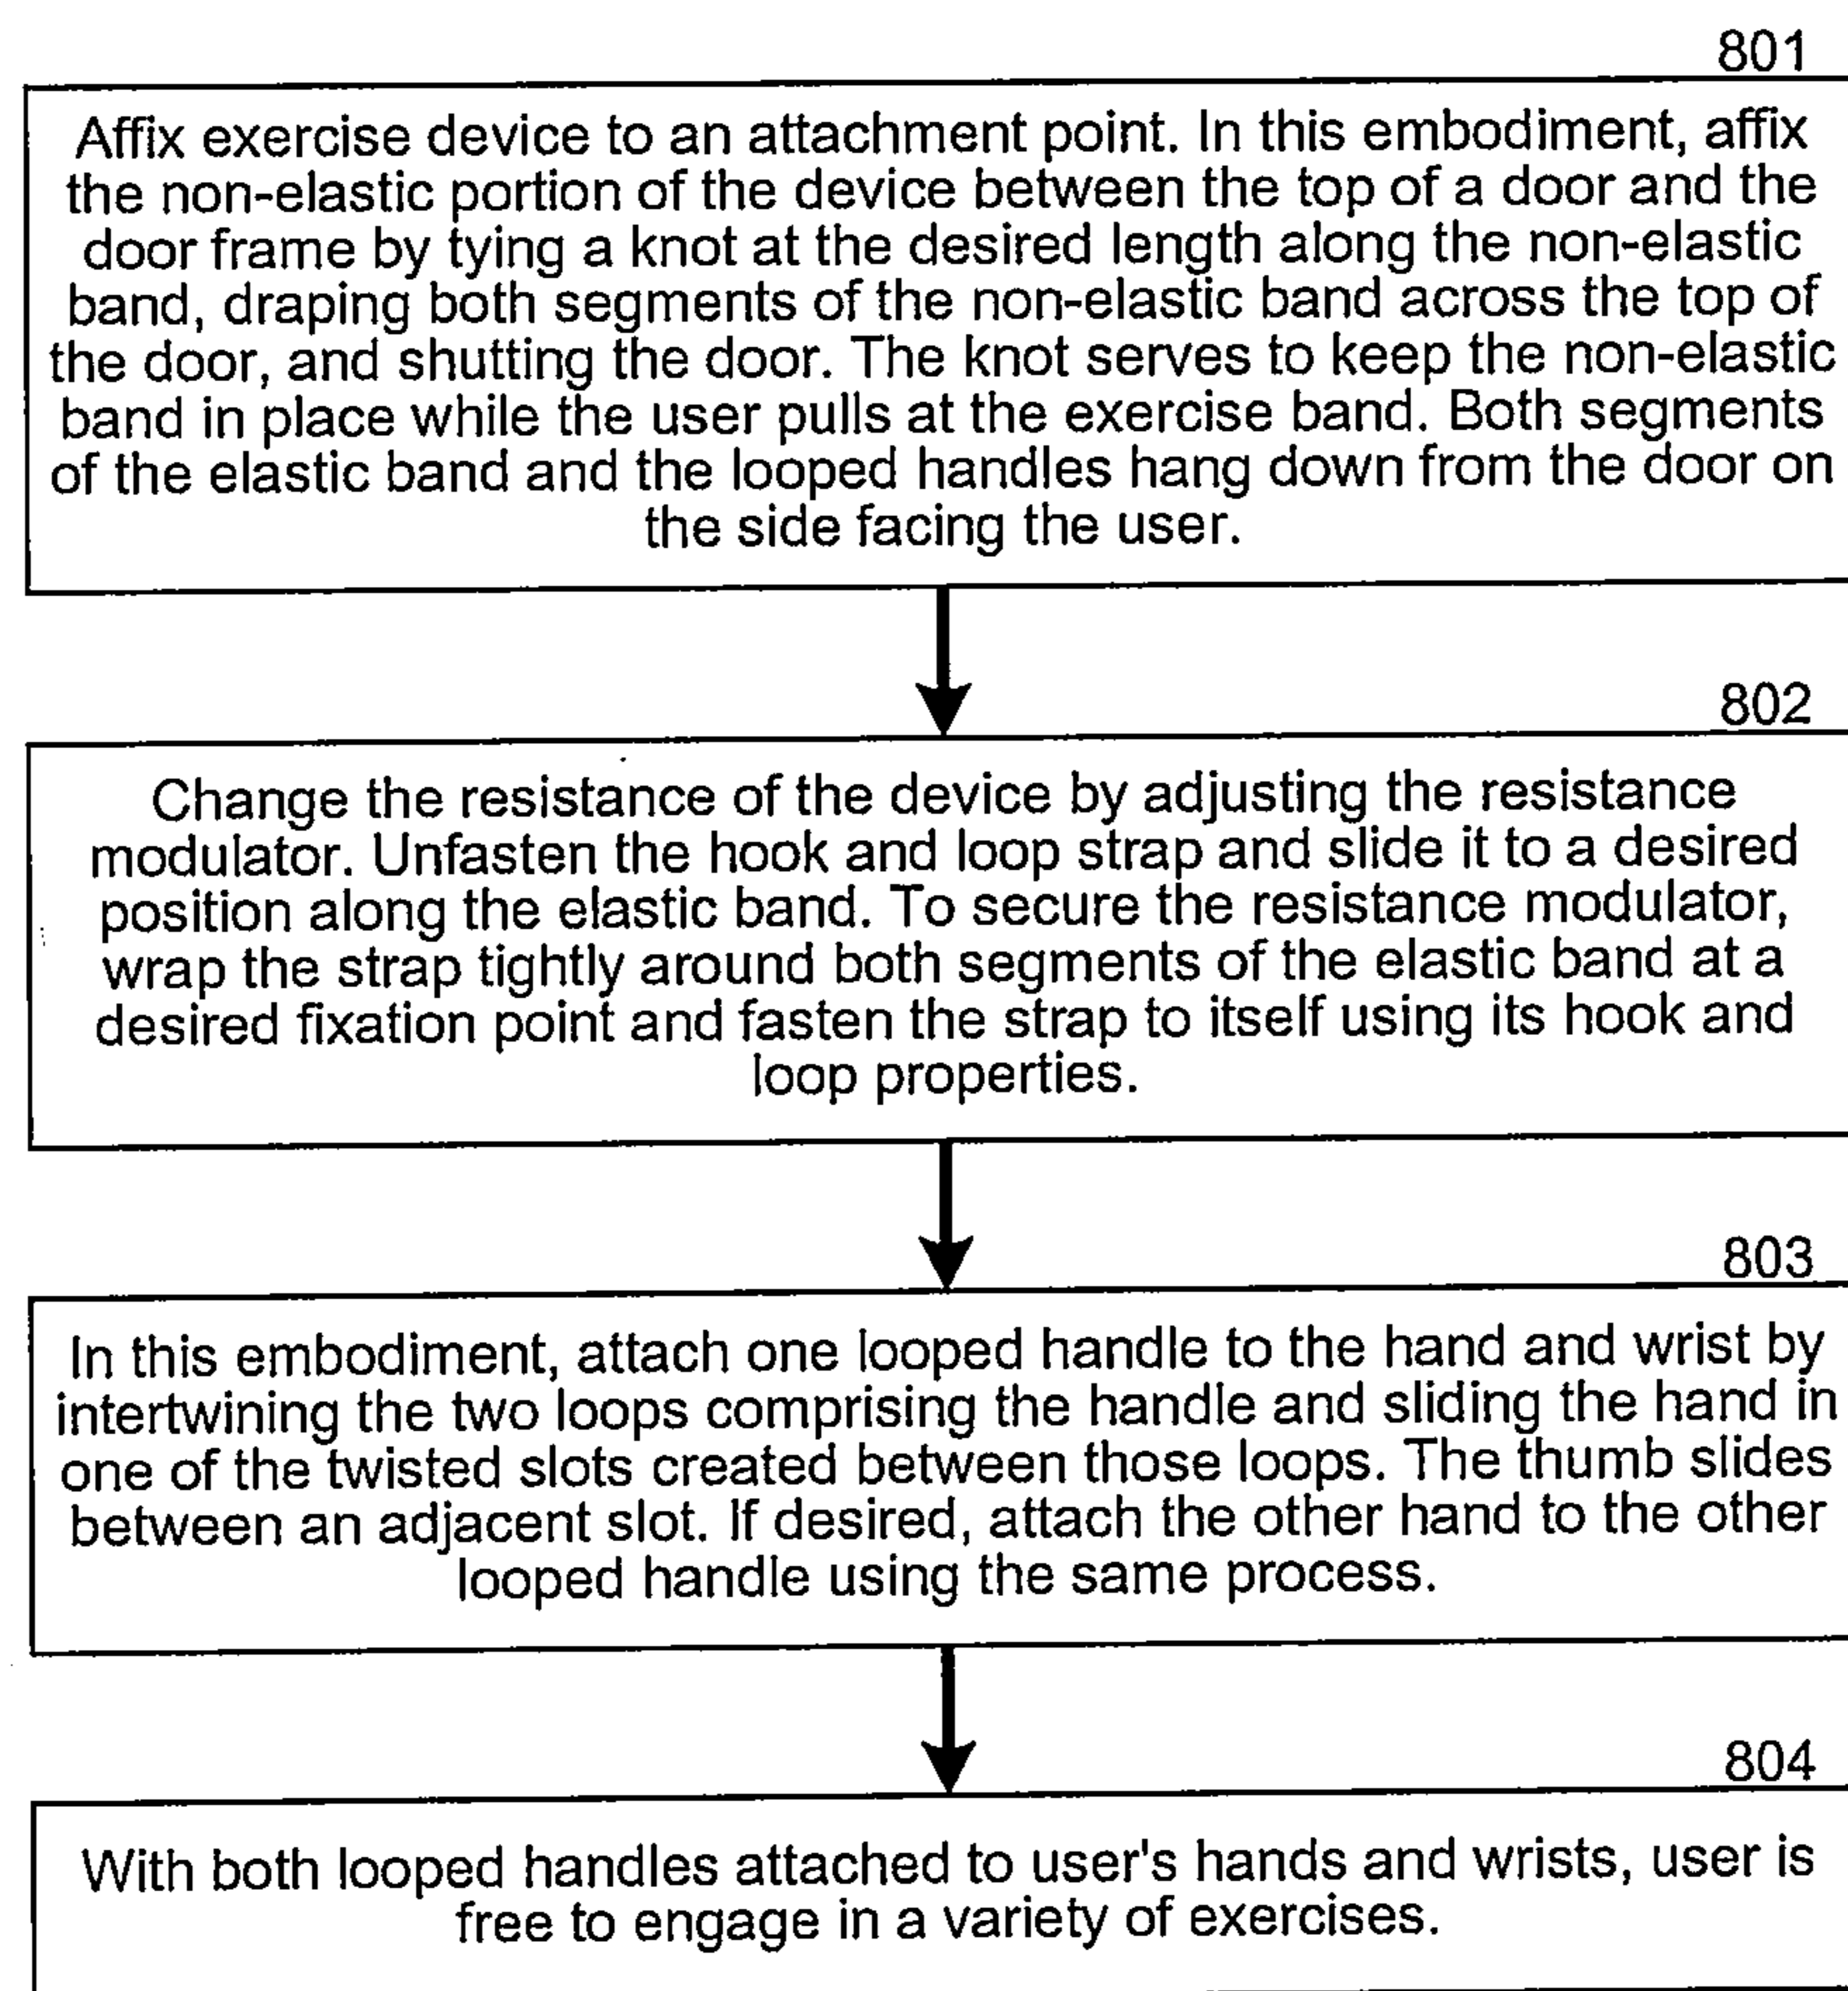 801
Affix exercise device to an attachment point. In this embodiment, affix
the non-elastic portion of the device between the top of a door and the
door frame by tying a knot at the desired length along the non-elastic
band, draping both segments of the non-elastic band across the top of
the door, and shutting the door. The knot serves to keep the non-elastic
band in place while the user pulls at the exercise band. Both segments
of the elastic band and the looped handles hang down from the door on
the side facing the user.
802
Change the resistance of the device by adjusting the resistance
modulator. Unfasten the hook and loop strap and slide it to a desired
position along the elastic band. To secure the resistance modulator,
wrap the strap tightly around both segments of the elastic band at a
desired fixation point and fasten the strap to itself using its hook and
loop properties.
803
In this embodiment, attach one looped handle to the hand and wrist by
intertwining the two loops comprising the handle and sliding the hand in
one of the twisted slots created between those loops. The thumb slides
between an adjacent slot. If desired, attach the other hand to the other
looped handle using the same process.
804
With both looped handles attached to user's hands and wrists, user is
free to engage in a variety of exercises.